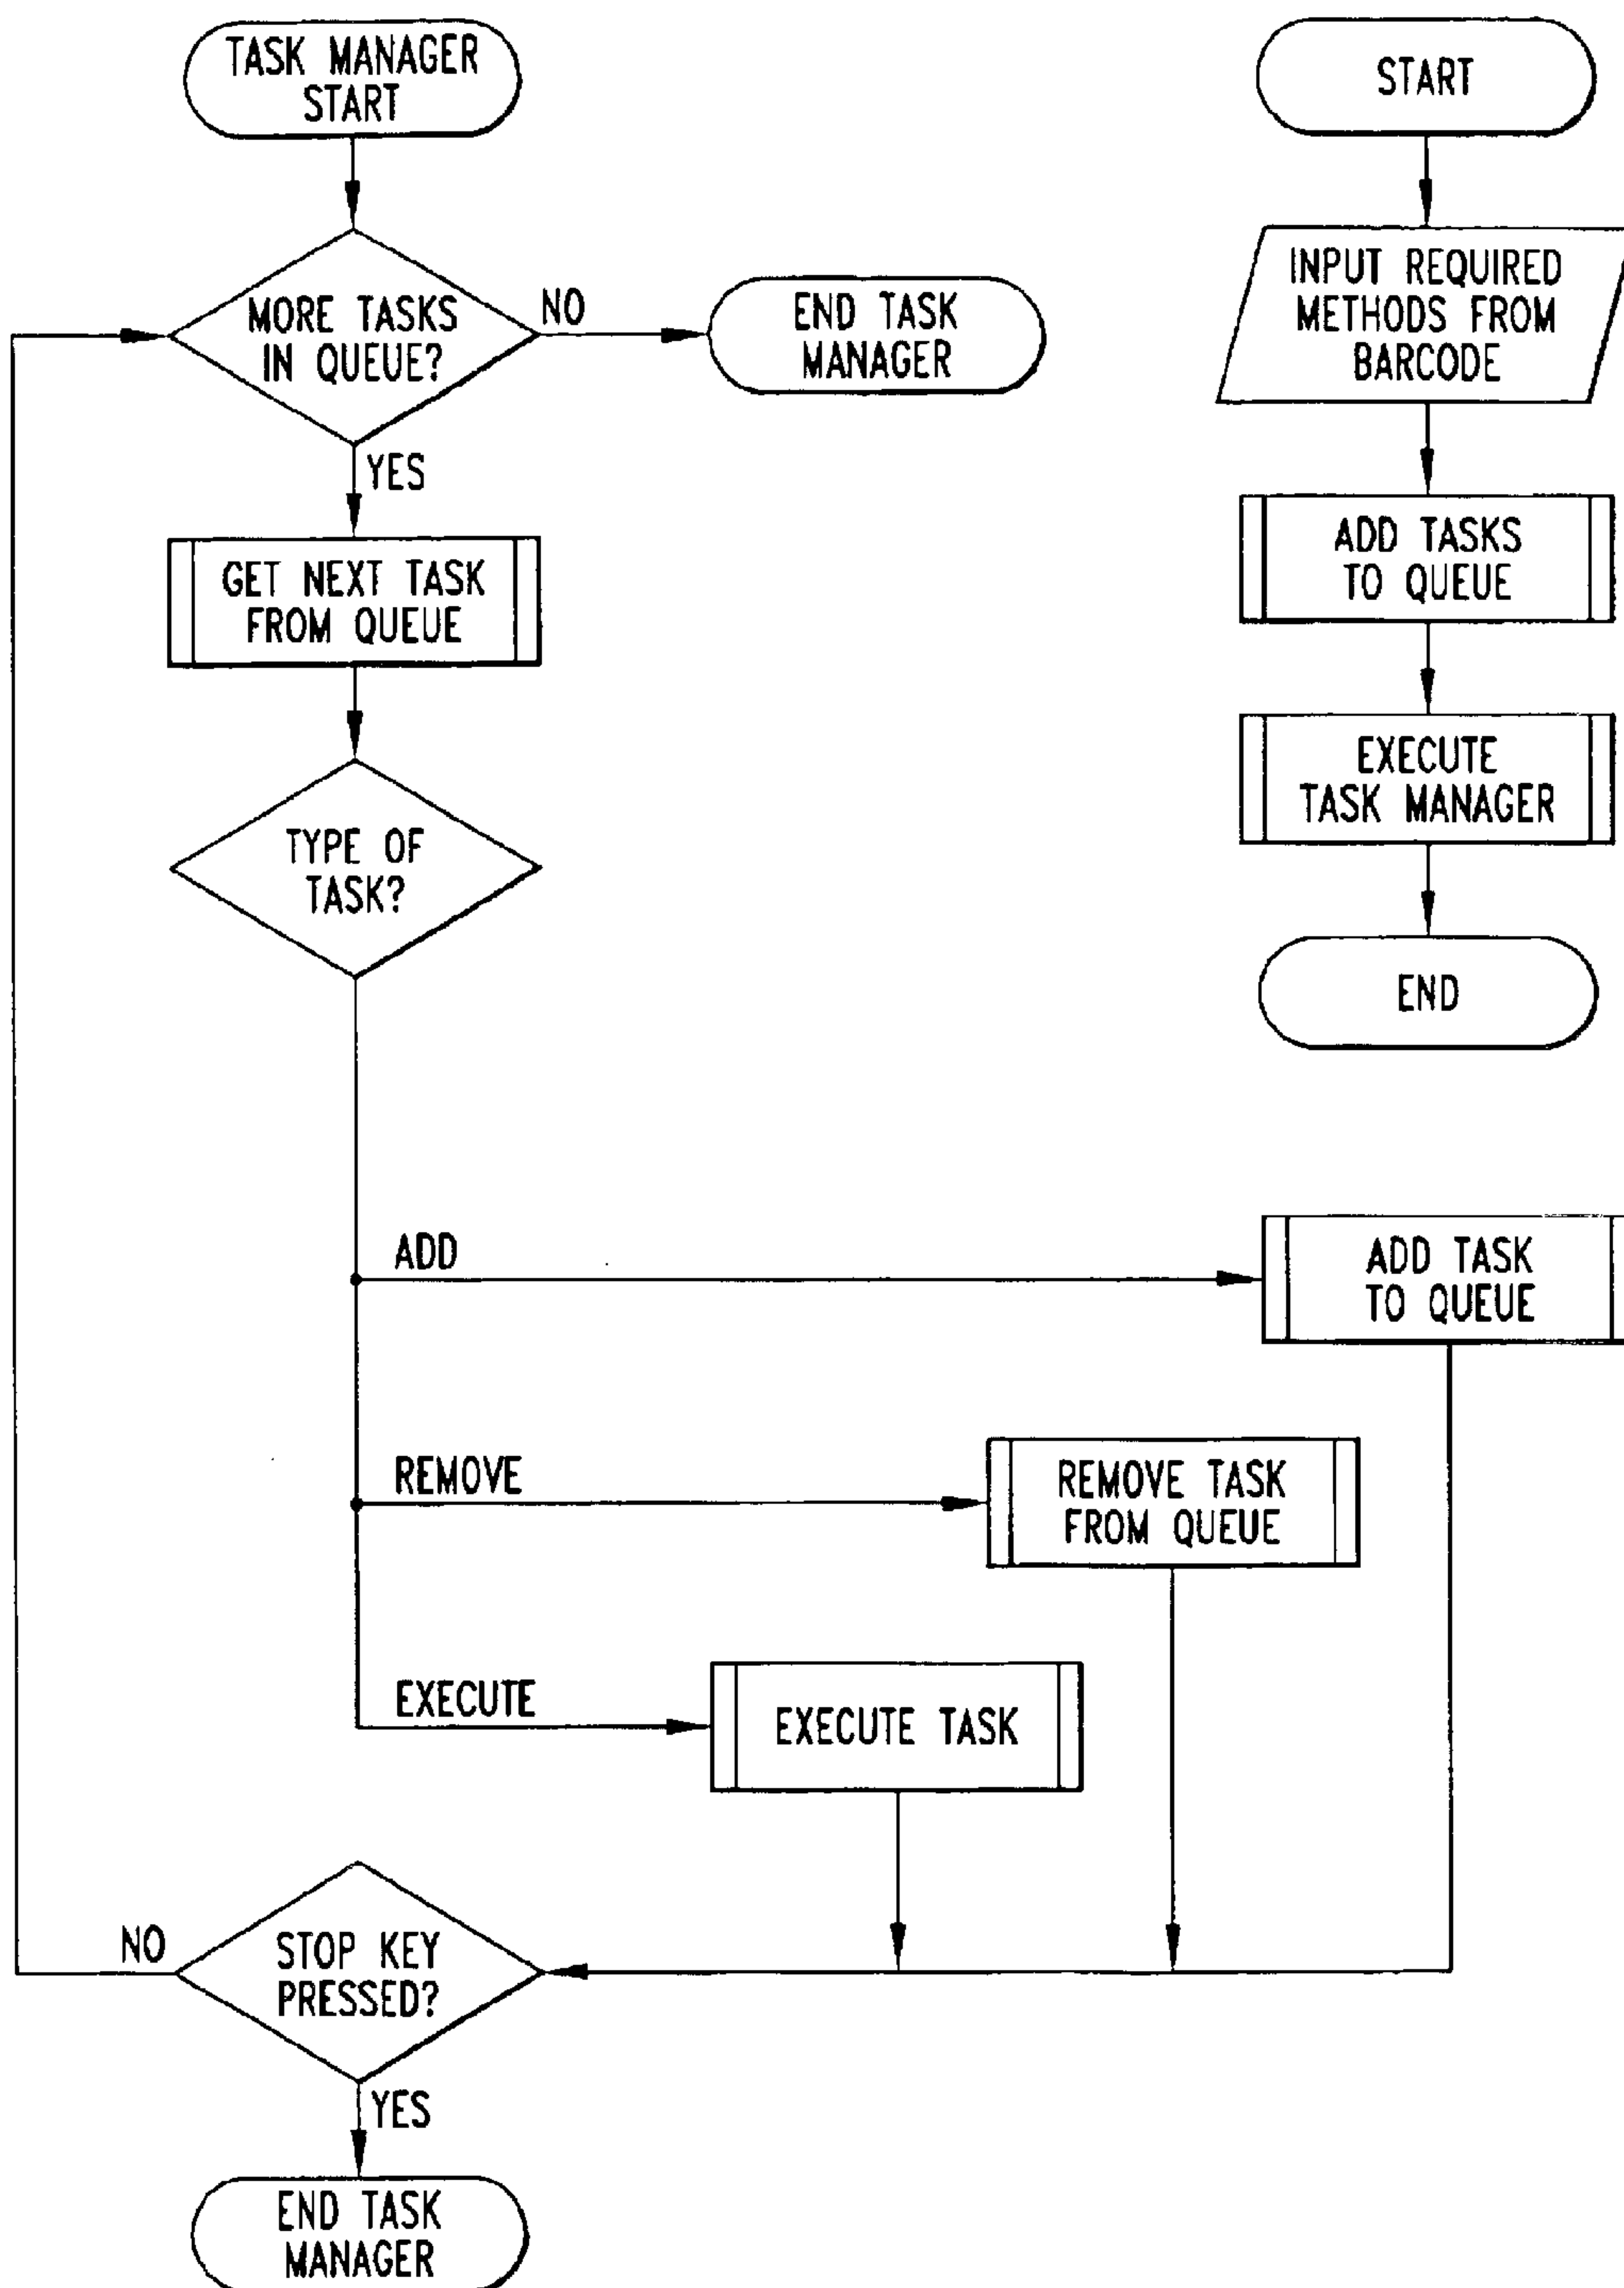 TASK MANAGER
START
MORE TASKS
IN QUEUE?
NO
END TASK
MANAGER
YES
GET NEXT TASK
FROM QUEUE
TYPE OF
TASK?
ADD
ADD TASK
TO QUEUE
REMOVE
REMOVE TASK
FROM QUEUE
EXECUTE
EXECUTE TASK
NO
STOP KEY
PRESSED?
YES
END TASK
MANAGER
START
INPUT REQUIRED
METHODS FROM
BARCODE
ADD TASKS
TO QUEUE
EXECUTE
TASK MANAGER
END